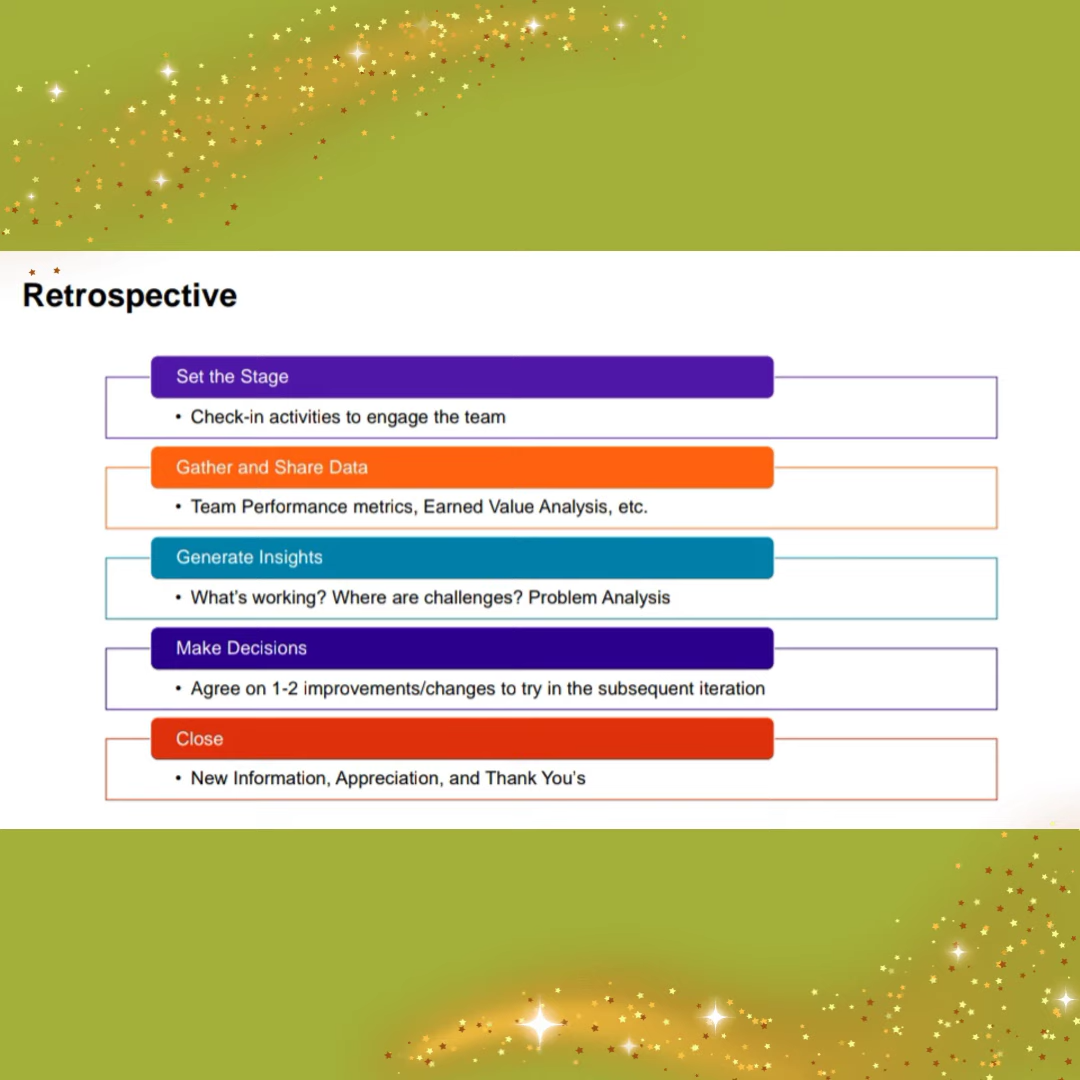 Retrospective
Set the Stage
• Check-in activities to engage the team
Gather and Share Data
• Team Performance metrics, Earned Value Analysis, etc.
Generate Insights
• What's working? Where are challenges? Problem Analysis
Make Decisions
• Agree on 1-2 improvements/changes to try in the subsequent iteration
Close
• New Information, Appreciation, and Thank You's